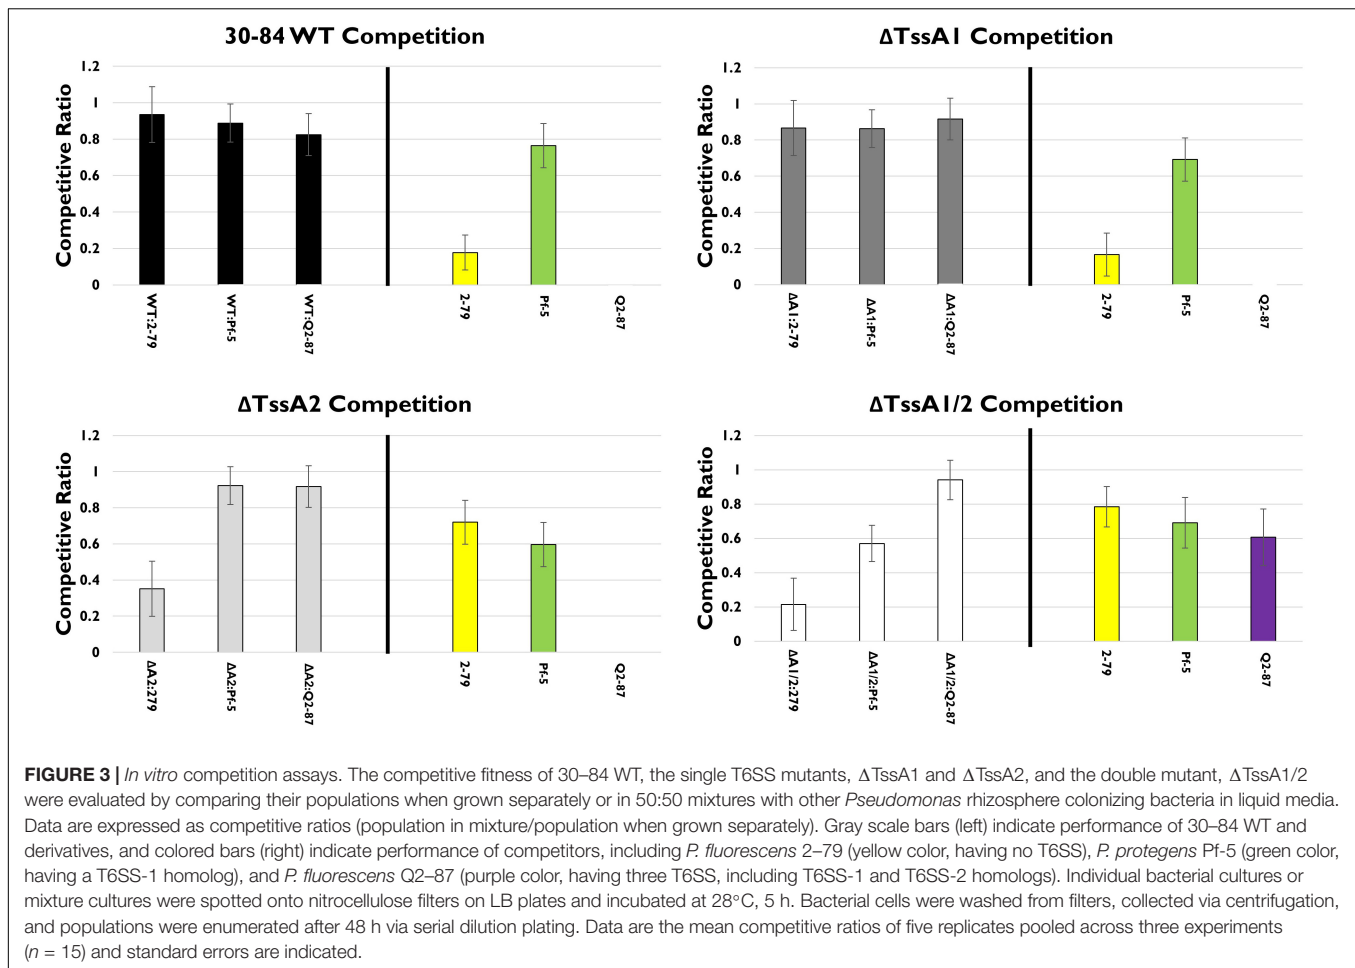 30-84 WT Competition
Competitive Ratio
1.2
1
0.8
0.6
0.4
0.2
0
WT:2-79
WT:Pf-5
WT:Q2-87
2-79
Pf-5
Q2-87
ΔTssA1 Competition
Competitive Ratio
1.2
1
0.8
0.6
0.4
0.2
0
ΔA1:2-79
ΔA1:Pf-5
ΔA1:Q2-87
2-79
Pf-5
Q2-87
ΔTssA2 Competition
Competitive Ratio
1.2
1
0.8
0.6
0.4
0.2
0
ΔA2:279
ΔA2:Pf-5
ΔA2:Q2-87
2-79
Pf-5
Q2-87
ΔTssA1/2 Competition
Competitive Ratio
1.2
1
0.8
0.6
0.4
0.2
0
ΔA1/2:279
ΔA1/2:Pf-5
ΔA1/2:Q2-87
2-79
Pf-5
Q2-87
FIGURE 3 | In vitro competition assays. The competitive fitness of 30–84 WT, the single T6SS mutants, ΔTssA1 and ΔTssA2, and the double mutant, ΔTssA1/2
were evaluated by comparing their populations when grown separately or in 50:50 mixtures with other Pseudomonas rhizosphere colonizing bacteria in liquid media.
Data are expressed as competitive ratios (population in mixture/population when grown separately). Gray scale bars (left) indicate performance of 30–84 WT and
derivatives, and colored bars (right) indicate performance of competitors, including P. fluorescens 2–79 (yellow color, having no T6SS), P. protegens Pf-5 (green color,
having a T6SS-1 homolog), and P. fluorescens Q2–87 (purple color, having three T6SS, including T6SS-1 and T6SS-2 homologs). Individual bacterial cultures or
mixture cultures were spotted onto nitrocellulose filters on LB plates and incubated at 28°C, 5 h. Bacterial cells were washed from filters, collected via centrifugation,
and populations were enumerated after 48 h via serial dilution plating. Data are the mean competitive ratios of five replicates pooled across three experiments
(n = 15) and standard errors are indicated.